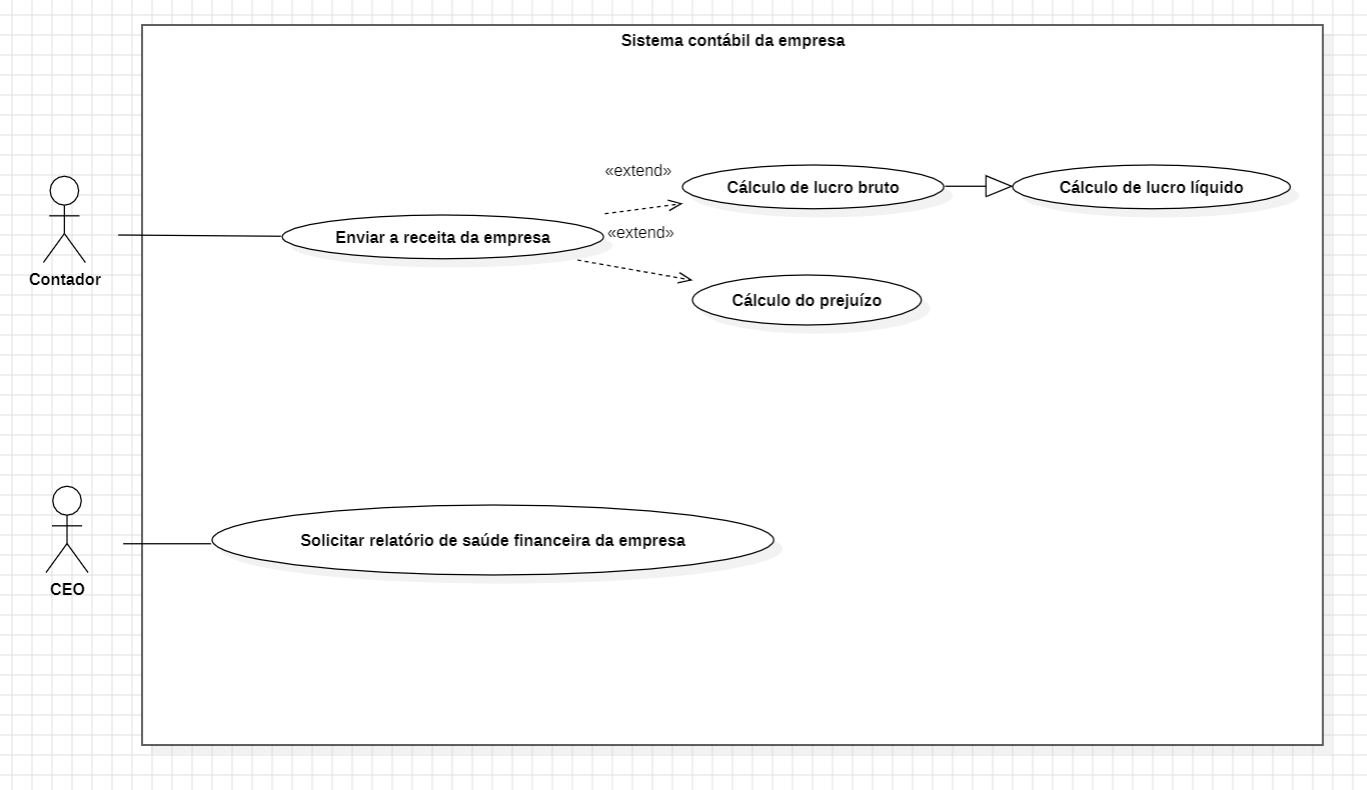 Sistema contábil da empresa
«extend»
Cálculo de lucro bruto
Cálculo de lucro líquido
Enviar a receita da empresa
«extend»
Contador
Cálculo do prejuízo
Solicitar relatório de saúde financeira da empresa
CEO